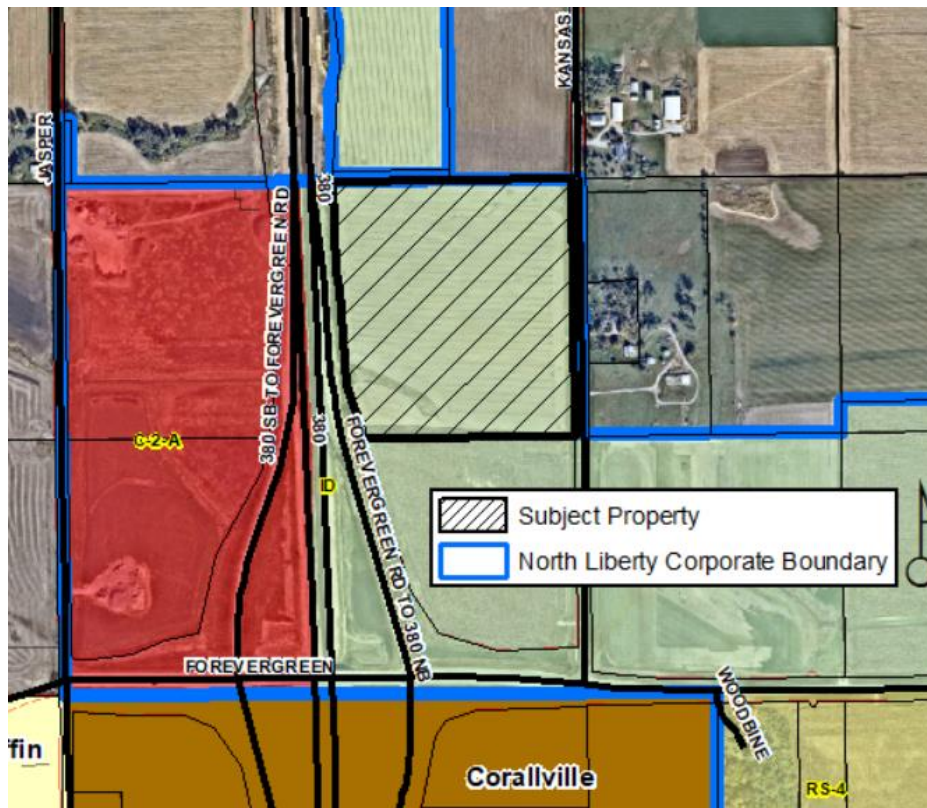 KANSAS
JASPER
380
380 SB TO FOREVERGREEN RD
380
FOREVERGREEN RD TO 380 NB
C-2-A
ID
Subject Property
North Liberty Corporate Boundary
FOREVERGREEN
WOODBINE
ffin
Corallville
RS-4